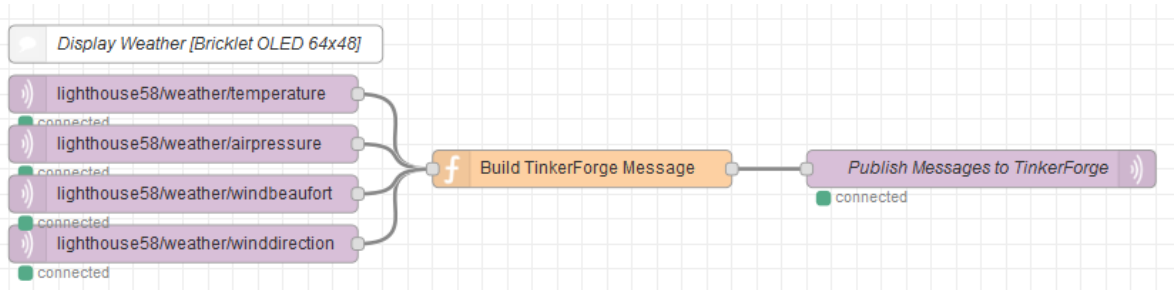 Display Weather [Bricklet OLED 64x48]
lighthouse58/weather/temperature
connected
lighthouse58/weather/airpressure
connected
lighthouse58/weather/windbeaufort
connected
lighthouse58/weather/winddirection
connected
Build TinkerForge Message
Publish Messages to TinkerForge
connected